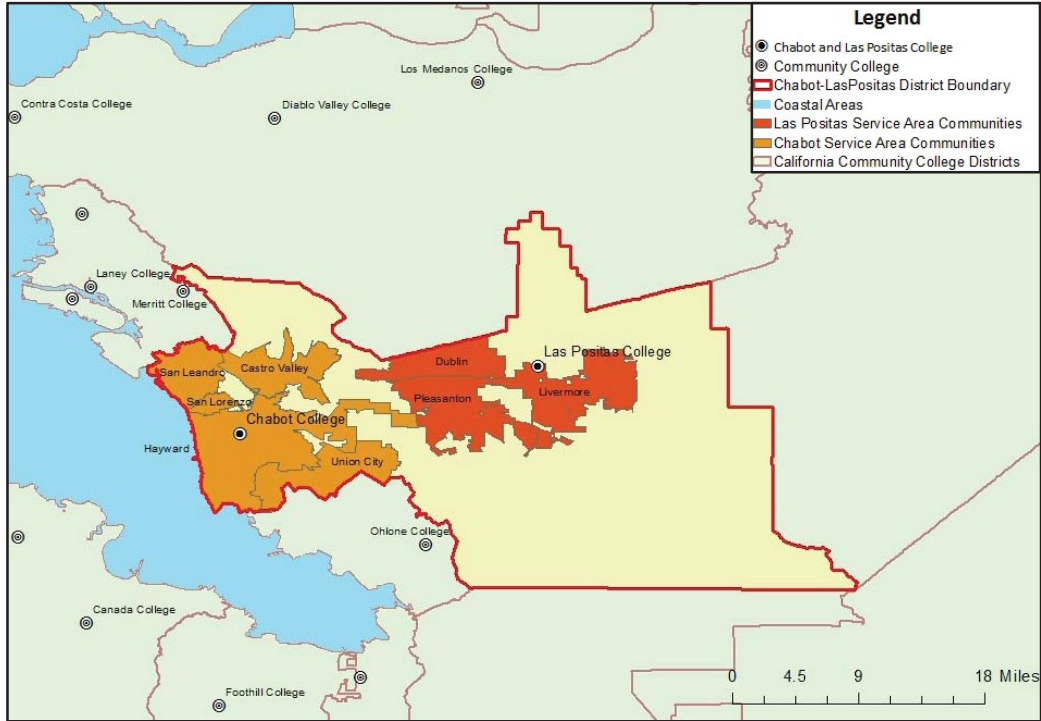 Legend
Chabot and Las Positas College
Community College
Chabot-LasPositas District Boundary
Coastal Areas
Las Positas Service Area Communities
Chabot Service Area Communities
California Community College Districts
Los Medanos College
Contra Costa College
Diablo Valley College
Laney College
Merritt College
Las Positas College
Dublin
San Leandro
Castro Valley
Livermore
Pleasanton
San Lorenzo
Chabot College
Hayward
Union City
Ohlone College
Canada College
Foothill College
0 4.5 9 18 Miles